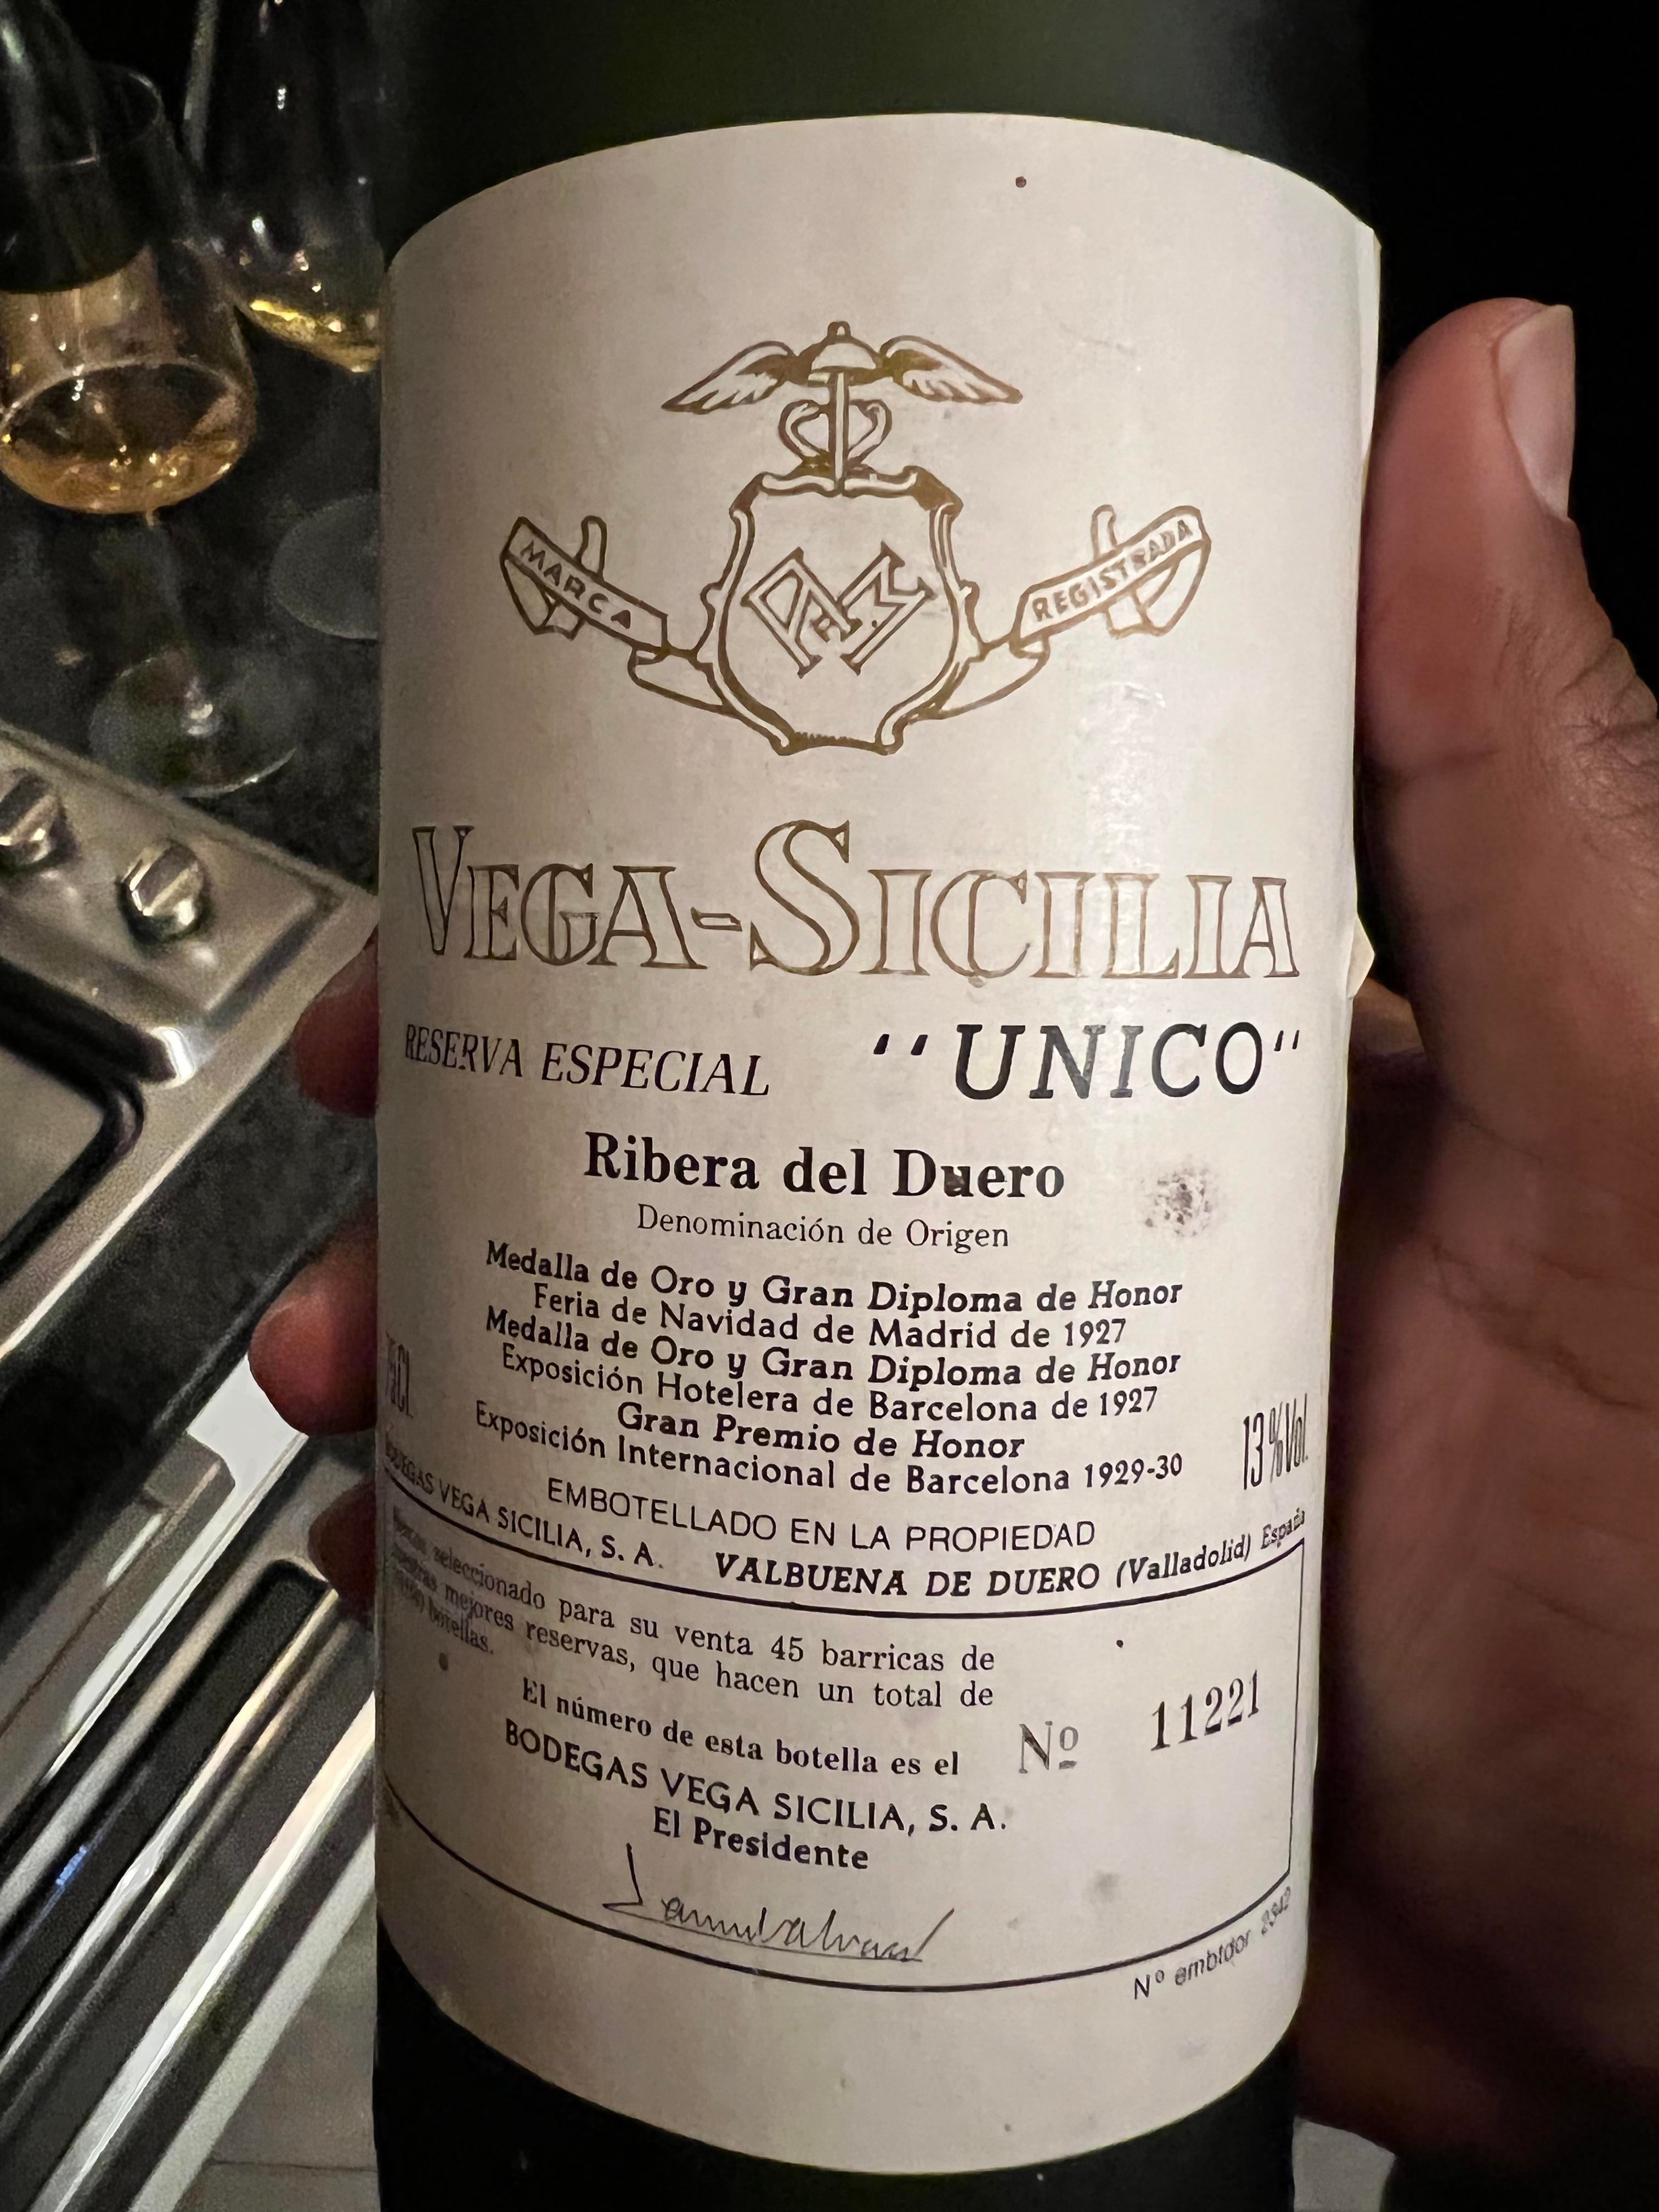 MARCA
REGISTRADA
VEGA-SICILIA
RESERVA ESPECIAL "UNICO"
Ribera del Duero
Denominación de Origen
Medalla de Oro y Gran Diploma de Honor
Feria de Navidad de Madrid de 1927
Medalla de Oro y Gran Diploma de Honor
Exposición Hotelera de Barcelona de 1927
Gran Premio de Honor
Exposición Internacional de Barcelona 1929-30
13%Vol.
EMBOTELLADO EN LA PROPIEDAD
BODEGAS VEGA SICILIA, S. A. VALBUENA DE DUERO (Valladolid) España
seleccionado para su venta 45 barricas de
mejores reservas, que hacen un total de
botellas.
El número de esta botella es el Nº 11221
BODEGAS VEGA SICILIA, S. A.
El Presidente
Nº embtdor 2342